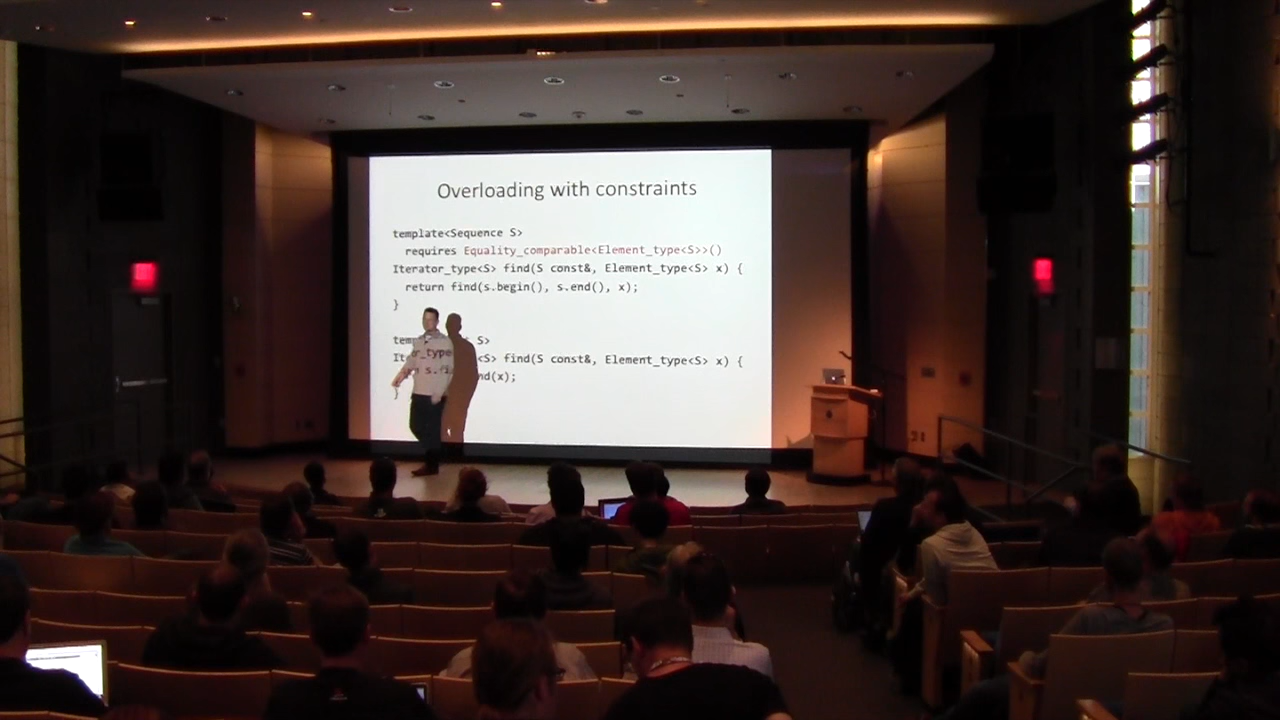 Overloading with constraints
template<Sequence S>
requires Equality_comparable<Element_type<S>>()
Iterator_type<S> find(S const&, Element_type<S> x) {
return find(s.begin(), s.end(), x);
}
S>
<S> find(S const&, Element_type<S> x) {
}